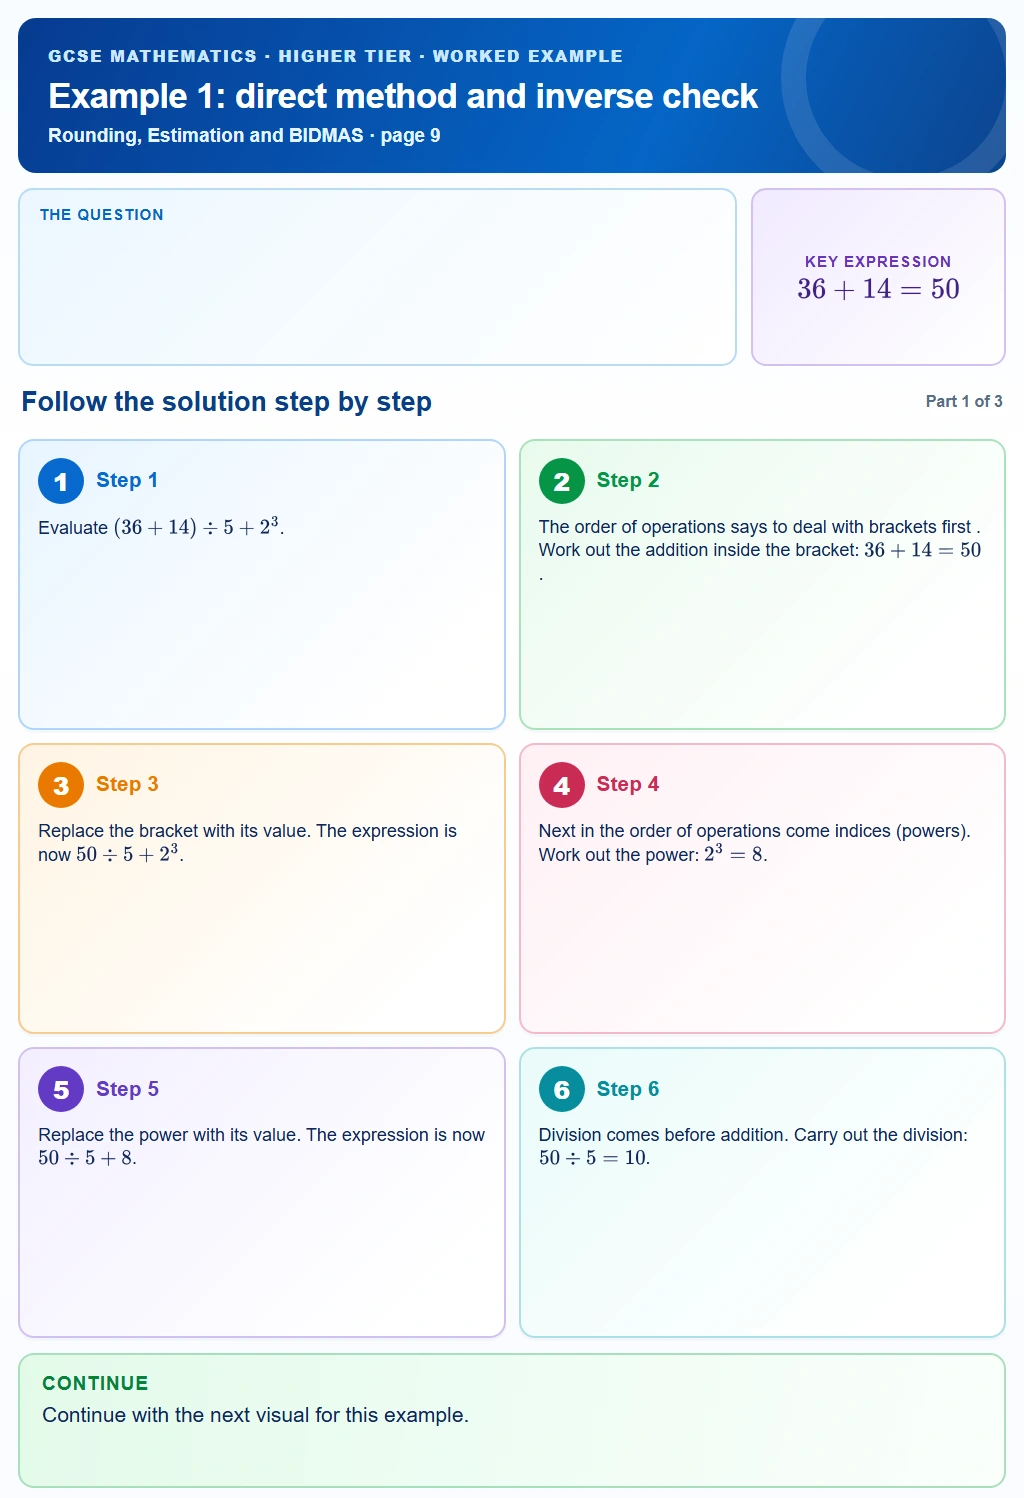 GCSE MATHEMATICS · HIGHER TIER · WORKED EXAMPLE
Example 1: direct method and inverse check
Rounding, Estimation and BIDMAS · page 9
THE QUESTION
KEY EXPRESSION
36 + 14 = 50
Follow the solution step by step
Part 1 of 3
1 Step 1
Evaluate (36 + 14) ÷ 5 + 2³.
2 Step 2
The order of operations says to deal with brackets first .
Work out the addition inside the bracket: 36 + 14 = 50
.
3 Step 3
Replace the bracket with its value. The expression is
now 50 ÷ 5 + 2³.
4 Step 4
Next in the order of operations come indices (powers).
Work out the power: 2³ = 8.
5 Step 5
Replace the power with its value. The expression is now
50 ÷ 5 + 8.
6 Step 6
Division comes before addition. Carry out the division:
50 ÷ 5 = 10.
CONTINUE
Continue with the next visual for this example.